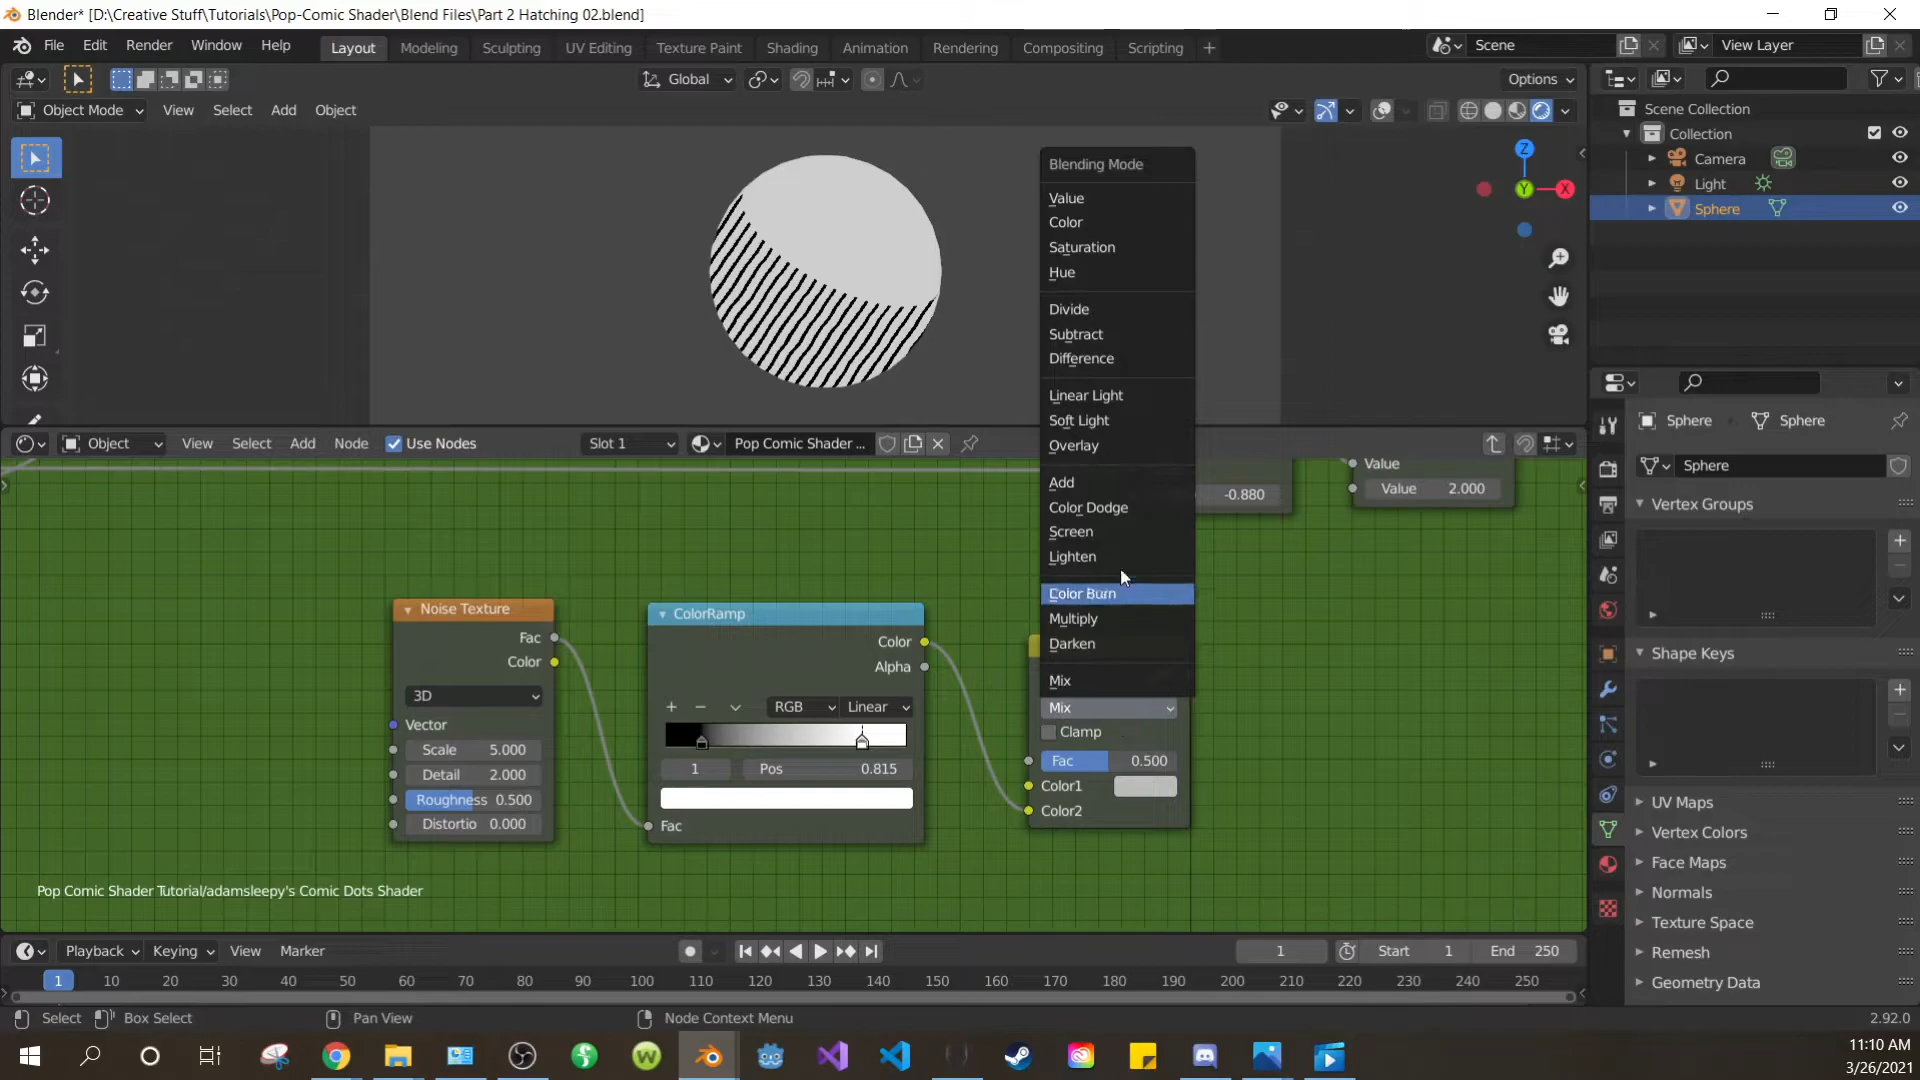 Blender* [D:\Creative Stuff\Tutorials\Pop-Comic Shader\Blend Files\Part 2 Hatching 02.blend]
File Edit Render Window Help Layout Modeling Sculpting UV Editing Texture Paint Shading Animation Rendering Compositing Scripting + Scene View Layer
Global Options
Object Mode View Select Add Object
Scene Collection
Collection
Camera
Light
Sphere
Z
Y
X
Blending Mode
Value
Color
Saturation
Hue
Divide
Subtract
Difference
Linear Light
Soft Light
Overlay
Add
Color Dodge
Screen
Lighten
Color Burn
Multiply
Darken
Mix
Mix
Clamp
Fac 0.500
Color1
Color2
Object View Select Add Node Use Nodes Slot 1 Pop Comic Shader ...
-0.880
Value
Value 2.000
Noise Texture
Fac
Color
3D
Vector
Scale 5.000
Detail 2.000
Roughness 0.500
Distortio 0.000
ColorRamp
Color
Alpha
+ − RGB Linear
1 Pos 0.815
Fac
Pop Comic Shader Tutorial/adamsleepy's Comic Dots Shader
Sphere Sphere
Sphere
Vertex Groups
Shape Keys
UV Maps
Vertex Colors
Face Maps
Normals
Texture Space
Remesh
Geometry Data
Playback Keying View Marker 1 Start 1 End 250
1 10 20 30 40 50 60 70 80 90 100 110 120 130 140 150 160 170 180 190 200 210 220 230 240 250
Select Box Select Pan View Node Context Menu 2.92.0
11:10 AM
3/26/2021